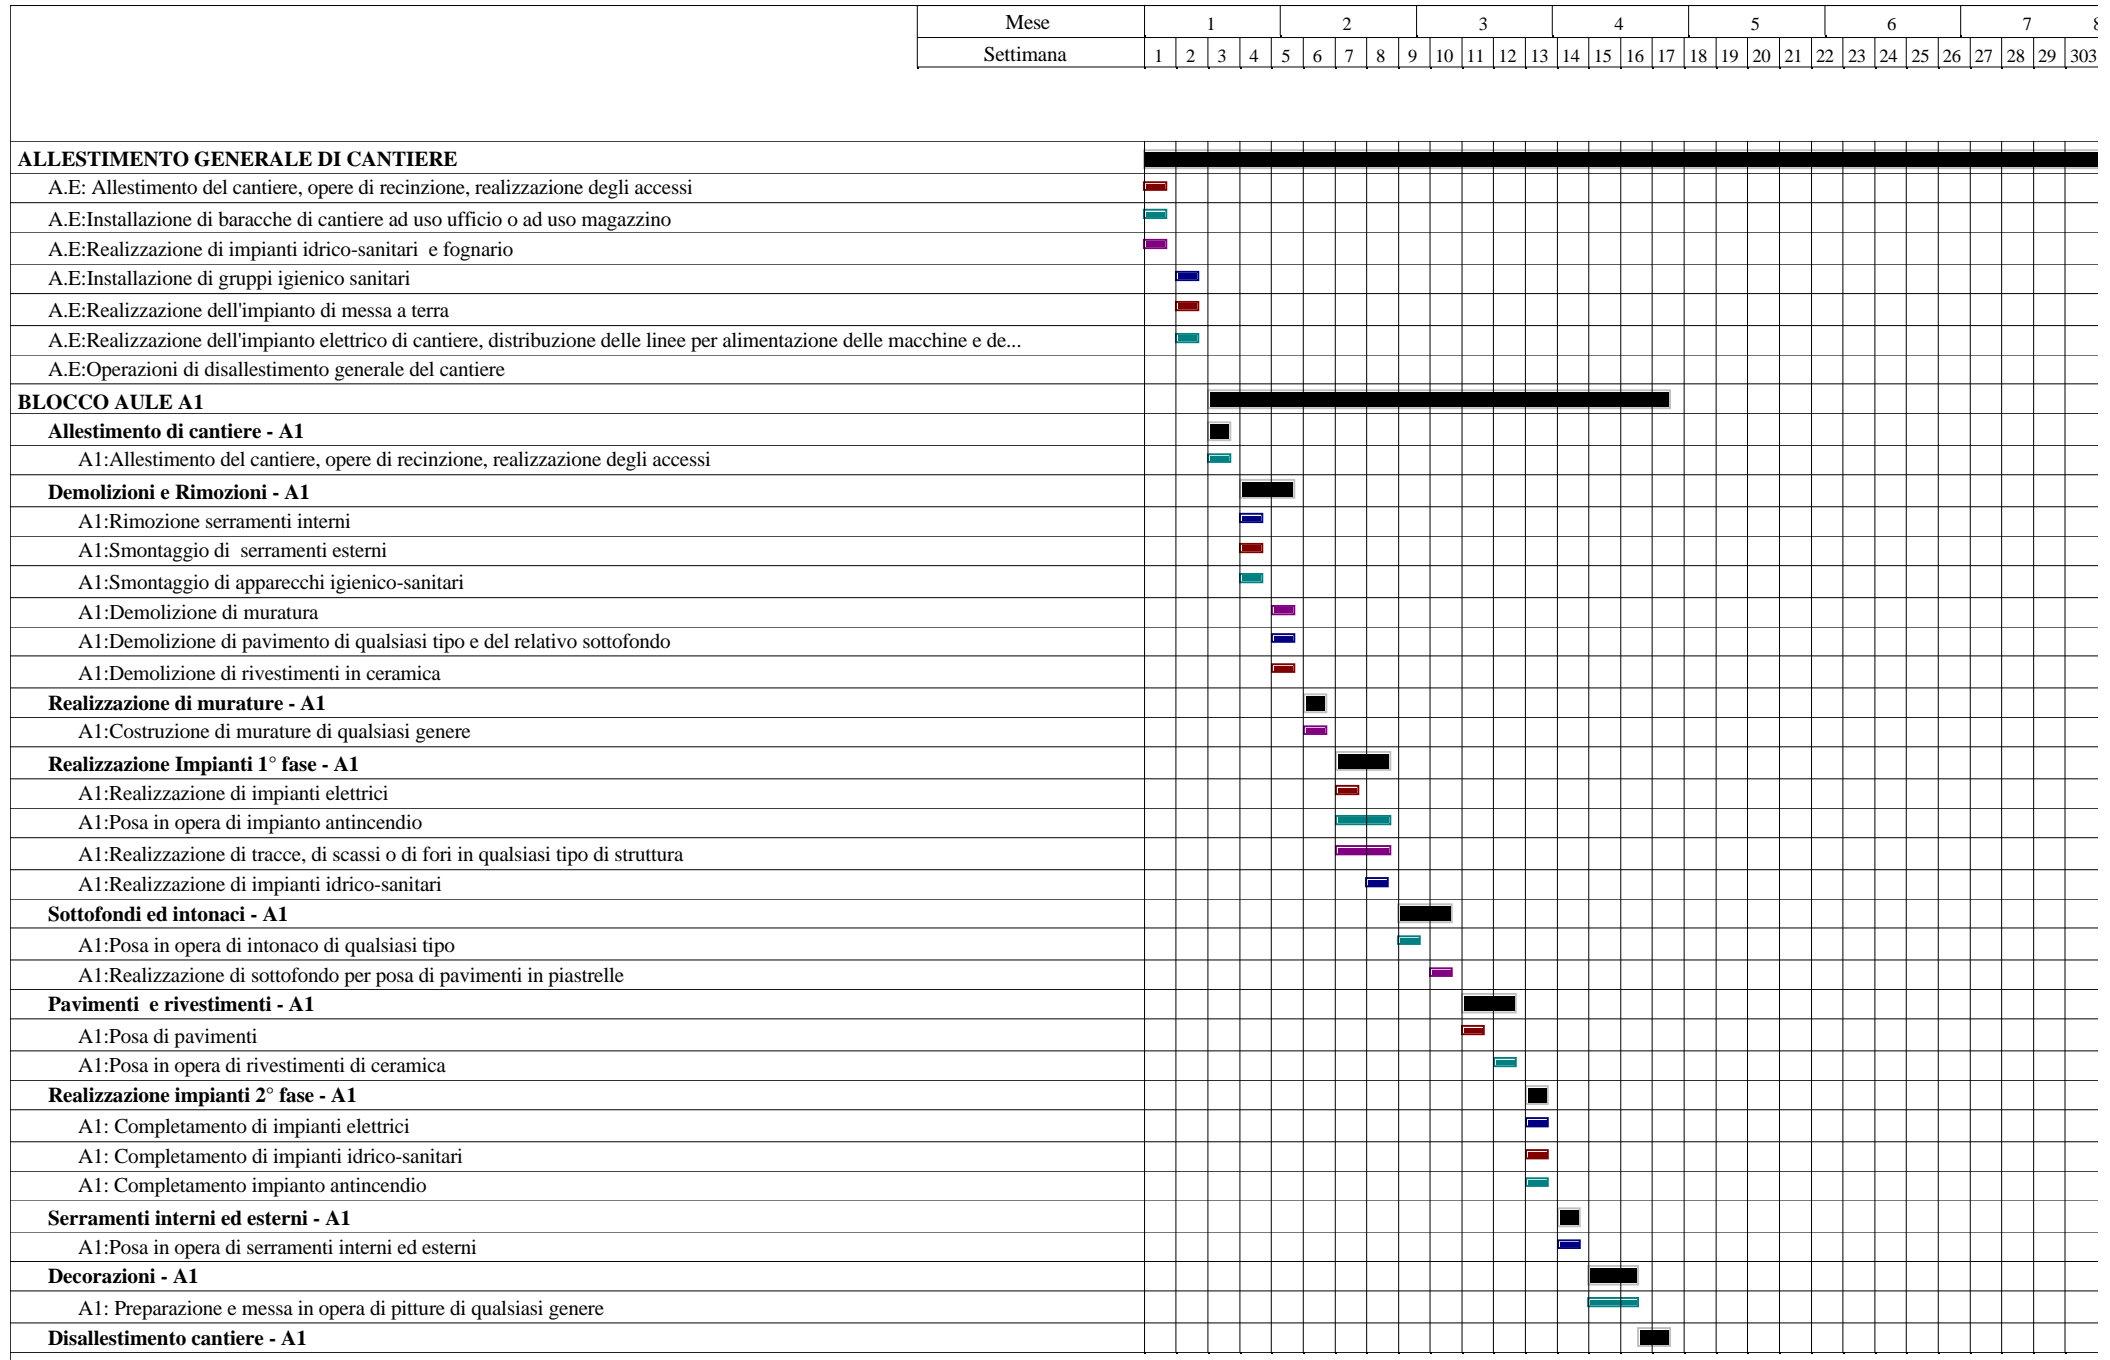 Mese 1 2 3 4 5 6 7 8
Settimana 1 2 3 4 5 6 7 8 9 10 11 12 13 14 15 16 17 18 19 20 21 22 23 24 25 26 27 28 29 303
ALLESTIMENTO GENERALE DI CANTIERE
A.E: Allestimento del cantiere, opere di recinzione, realizzazione degli accessi
A.E:Installazione di baracche di cantiere ad uso ufficio o ad uso magazzino
A.E:Realizzazione di impianti idrico-sanitari e fognario
A.E:Installazione di gruppi igienico sanitari
A.E:Realizzazione dell'impianto di messa a terra
A.E:Realizzazione dell'impianto elettrico di cantiere, distribuzione delle linee per alimentazione delle macchine e de...
A.E:Operazioni di disallestimento generale del cantiere
BLOCCO AULE A1
Allestimento di cantiere - A1
A1:Allestimento del cantiere, opere di recinzione, realizzazione degli accessi
Demolizioni e Rimozioni - A1
A1:Rimozione serramenti interni
A1:Smontaggio di serramenti esterni
A1:Smontaggio di apparecchi igienico-sanitari
A1:Demolizione di muratura
A1:Demolizione di pavimento di qualsiasi tipo e del relativo sottofondo
A1:Demolizione di rivestimenti in ceramica
Realizzazione di murature - A1
A1:Costruzione di murature di qualsiasi genere
Realizzazione Impianti 1° fase - A1
A1:Realizzazione di impianti elettrici
A1:Posa in opera di impianto antincendio
A1:Realizzazione di tracce, di scassi o di fori in qualsiasi tipo di struttura
A1:Realizzazione di impianti idrico-sanitari
Sottofondi ed intonaci - A1
A1:Posa in opera di intonaco di qualsiasi tipo
A1:Realizzazione di sottofondo per posa di pavimenti in piastrelle
Pavimenti e rivestimenti - A1
A1:Posa di pavimenti
A1:Posa in opera di rivestimenti di ceramica
Realizzazione impianti 2° fase - A1
A1: Completamento di impianti elettrici
A1: Completamento di impianti idrico-sanitari
A1: Completamento impianto antincendio
Serramenti interni ed esterni - A1
A1:Posa in opera di serramenti interni ed esterni
Decorazioni - A1
A1: Preparazione e messa in opera di pitture di qualsiasi genere
Disallestimento cantiere - A1